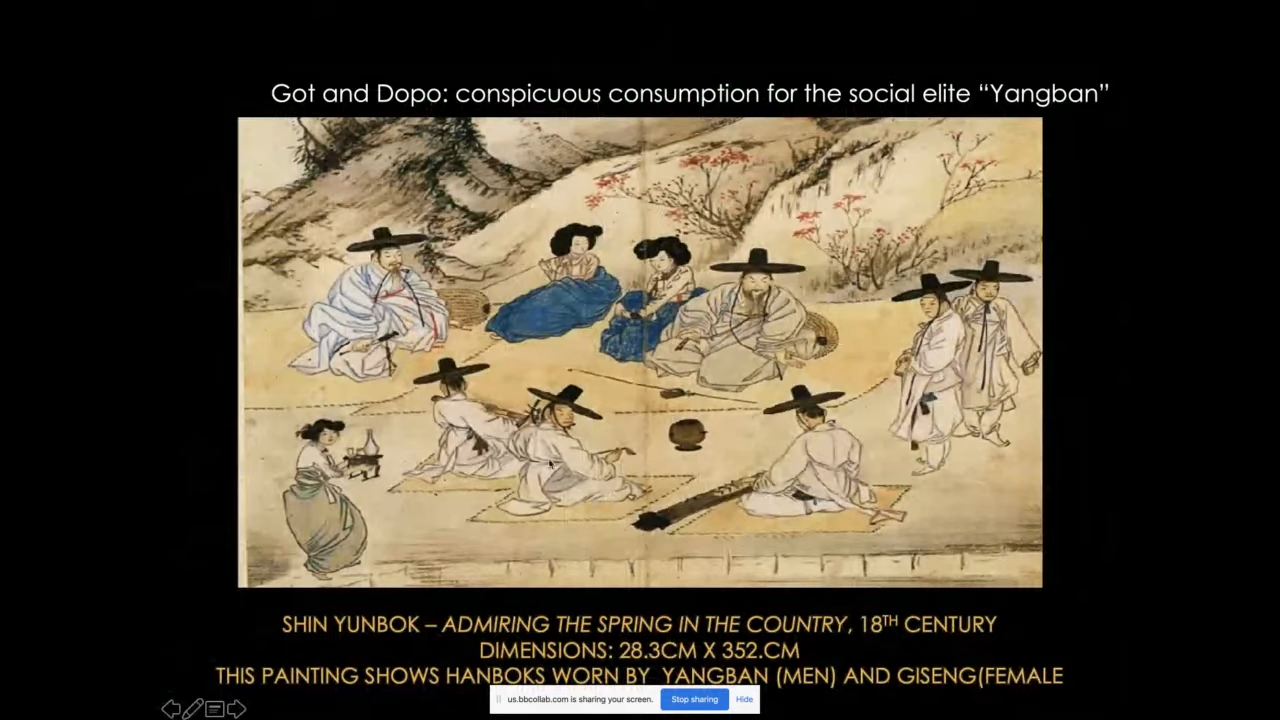 Got and Dopo: conspicuous consumption for the social elite “Yangban”
SHIN YUNBOK – ADMIRING THE SPRING IN THE COUNTRY, 18TH CENTURY
DIMENSIONS: 28.3CM X 352.CM
THIS PAINTING SHOWS HANBOKS WORN BY YANGBAN (MEN) AND GISENG(FEMALE
us.bbcollab.com is sharing your screen. Stop sharing Hide